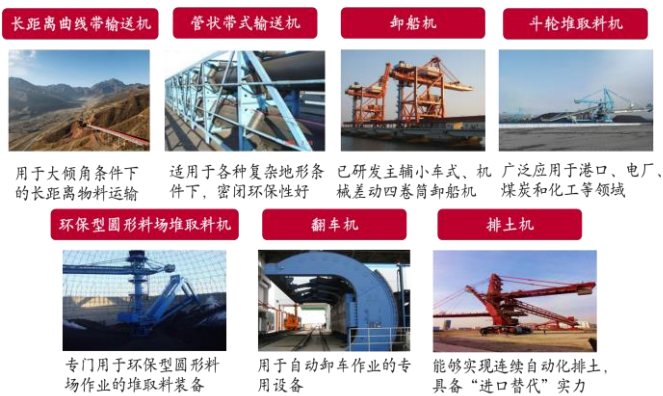 长距离曲线带输送机
管状带式输送机
卸船机
斗轮堆取料机
用于大倾角条件下
的长距离物料运输
适用于各种复杂地形条
件下，密闭环保性好
已研发主辅小车式、机
械差动四卷筒卸船机
广泛应用于港口、电厂、
煤炭和化工等领域
环保型圆形料场堆取料机
翻车机
排土机
专门用于环保型圆形料
场作业的堆取料装备
用于自动卸车作业的专
用设备
能够实现连续自动化排土，
具备“进口替代”实力